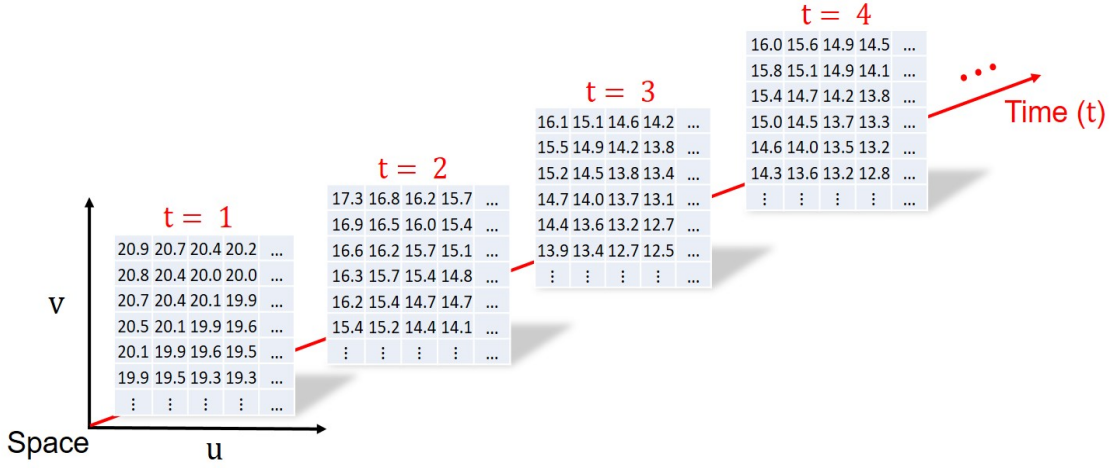 t = 1
20.9 20.7 20.4 20.2 ...
20.8 20.4 20.0 20.0 ...
20.7 20.4 20.1 19.9 ...
20.5 20.1 19.9 19.6 ...
20.1 19.9 19.6 19.5 ...
19.9 19.5 19.3 19.3 ...
⋮ ⋮ ⋮ ⋮ ...
t = 2
17.3 16.8 16.2 15.7 ...
16.9 16.5 16.0 15.4 ...
16.6 16.2 15.7 15.1 ...
16.3 15.7 15.4 14.8 ...
16.2 15.4 14.7 14.7 ...
15.4 15.2 14.4 14.1 ...
⋮ ⋮ ⋮ ⋮ ...
t = 3
16.1 15.1 14.6 14.2 ...
15.5 14.9 14.2 13.8 ...
15.2 14.5 13.8 13.4 ...
14.7 14.0 13.7 13.1 ...
14.4 13.6 13.2 12.7 ...
13.9 13.4 12.7 12.5 ...
⋮ ⋮ ⋮ ⋮ ...
t = 4
16.0 15.6 14.9 14.5 ...
15.8 15.1 14.9 14.1 ...
15.4 14.7 14.2 13.8 ...
15.0 14.5 13.7 13.3 ...
14.6 14.0 13.5 13.2 ...
14.3 13.6 13.2 12.8 ...
⋮ ⋮ ⋮ ⋮ ...
...
Time (t)
v
Space
u